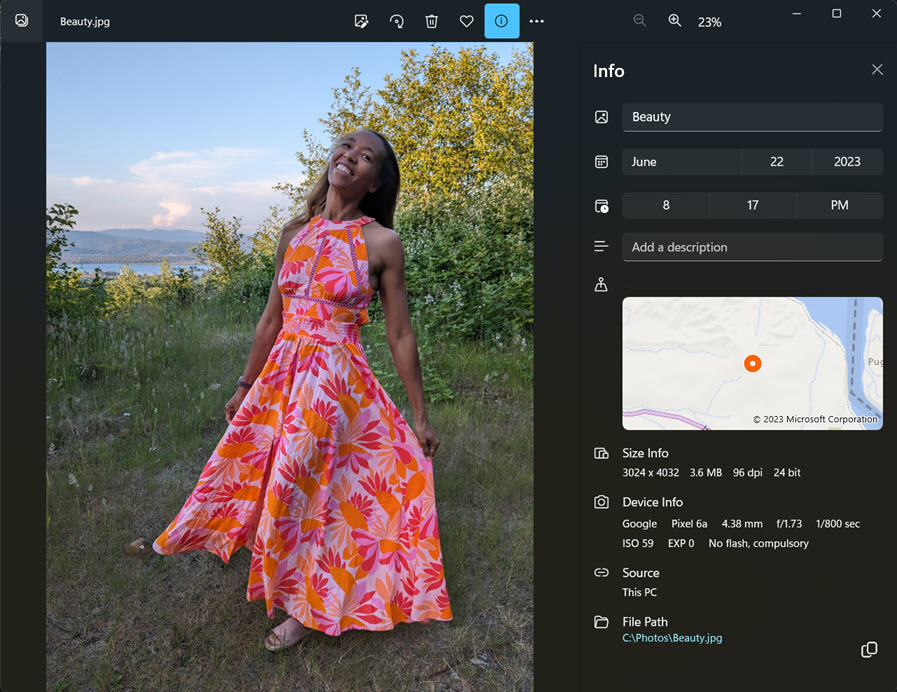 Beauty.jpg
23%
Info
Beauty
June 22 2023
8 17 PM
Add a description
Pug
© 2023 Microsoft Corporation
Size Info
3024 x 4032 3.6 MB 96 dpi 24 bit
Device Info
Google Pixel 6a 4.38 mm f/1.73 1/800 sec
ISO 59 EXP 0 No flash, compulsory
Source
This PC
File Path
C:\Photos\Beauty.jpg